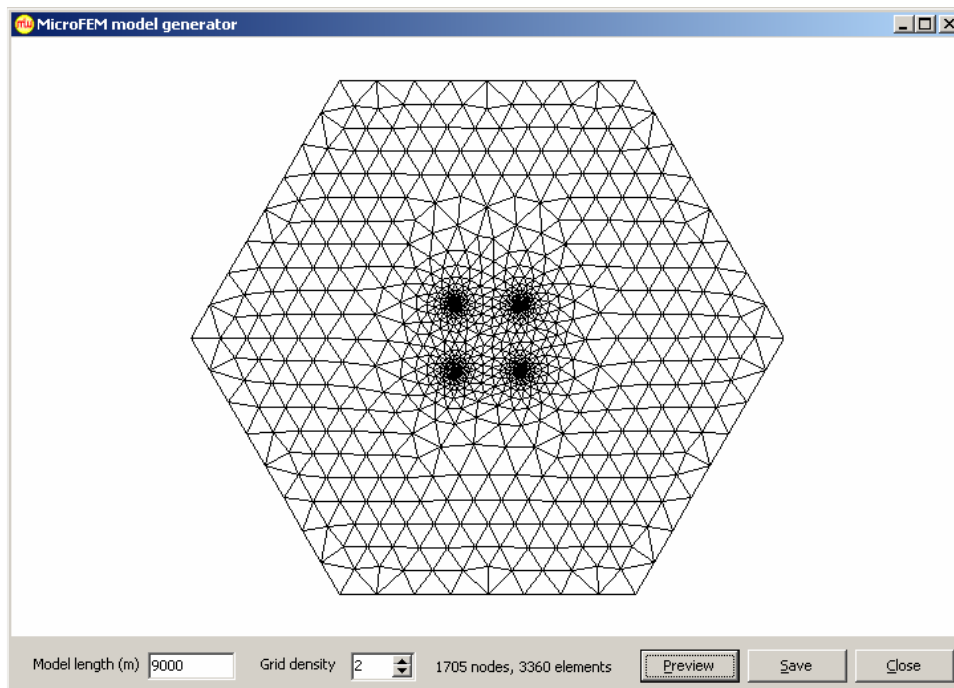 MicroFEM model generator
Model length (m) 9000 Grid density 2 1705 nodes, 3360 elements Preview Save Close